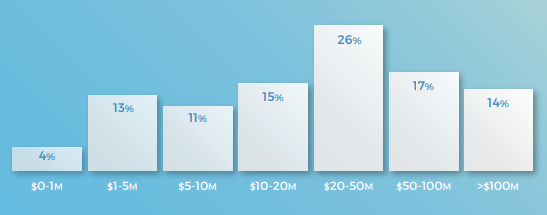 4%
13%
11%
15%
26%
17%
14%
$0-1M
$1-5M
$5-10M
$10-20M
$20-50M
$50-100M
>$100M